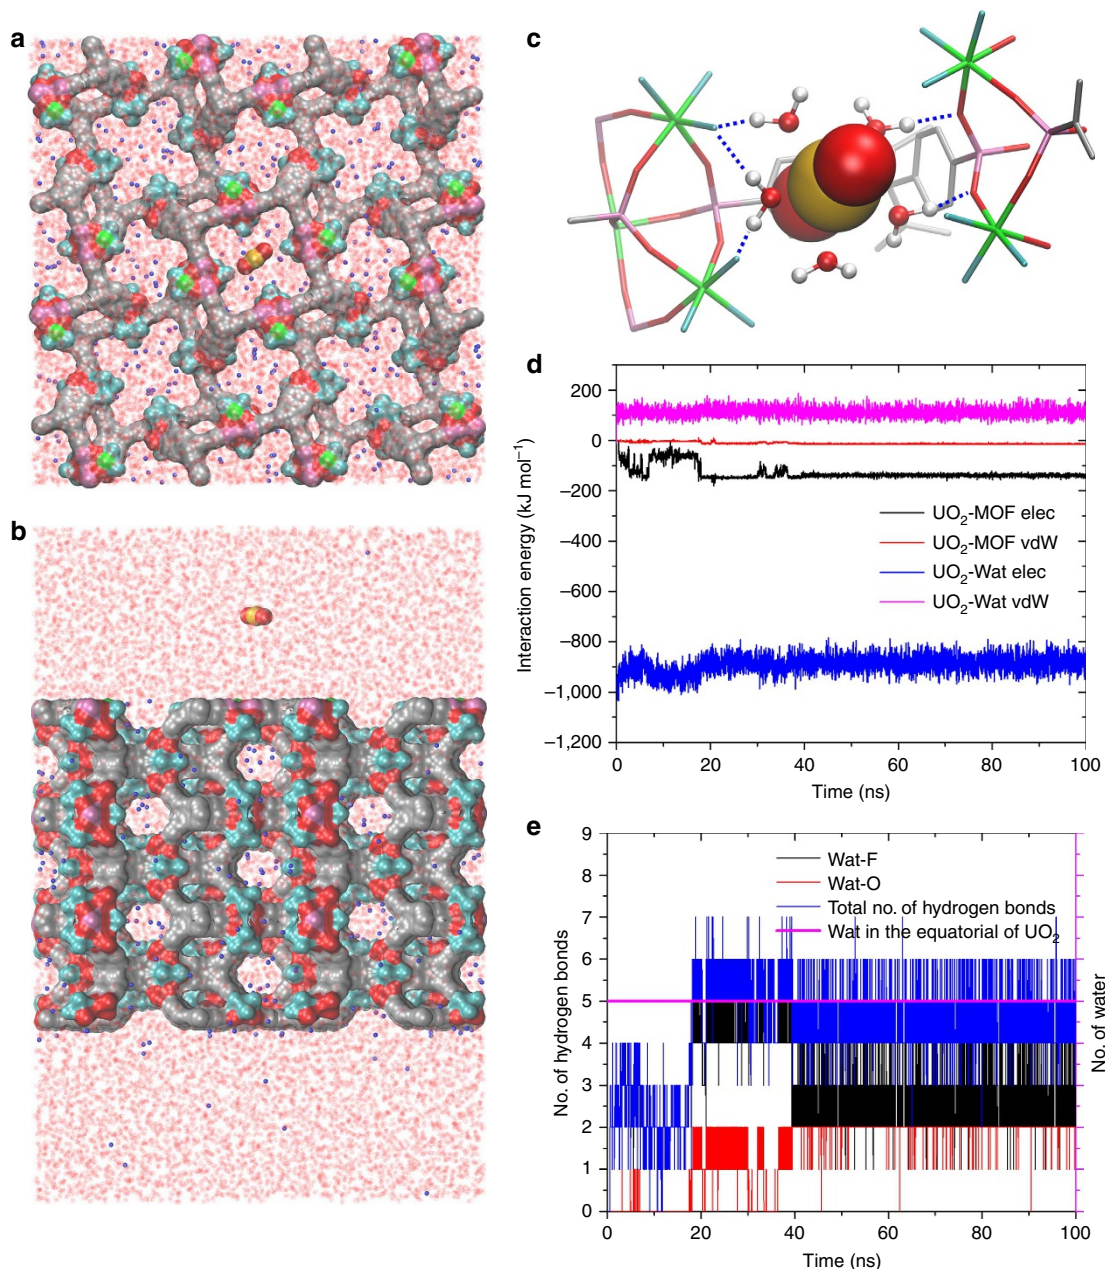 a
b
c
d
200
0
−200
−400
−600
−800
−1,000
−1,200
Interaction energy (kJ mol⁻¹)
UO₂-MOF elec
UO₂-MOF vdW
UO₂-Wat elec
UO₂-Wat vdW
0 20 40 60 80 100
Time (ns)
e
9
8
7
6
5
4
3
2
1
0
No. of hydrogen bonds
Wat-F
Wat-O
Total no. of hydrogen bonds
Wat in the equatorial of UO₂
No. of water
0 20 40 60 80 100
Time (ns)